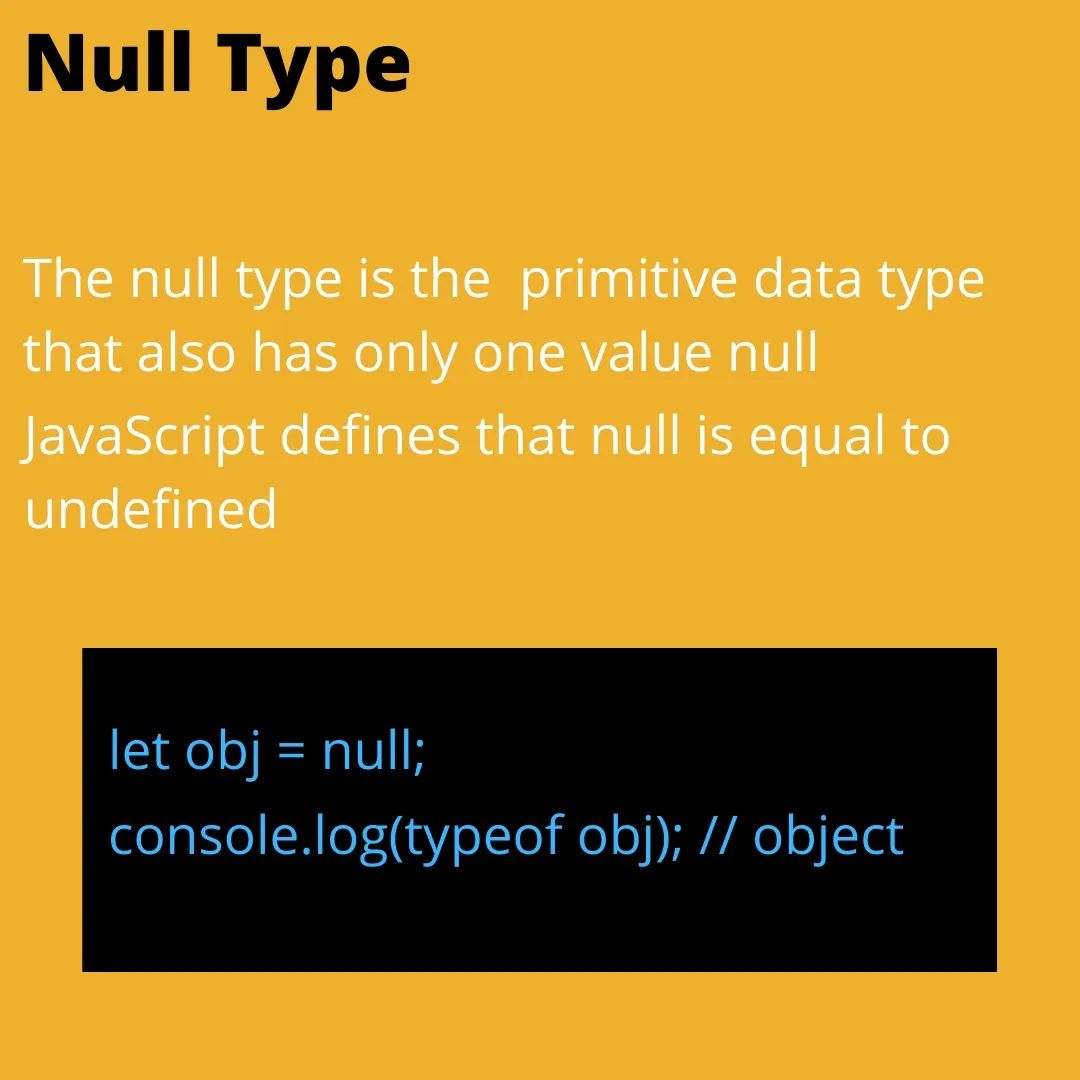 Null Type
The null type is the  primitive data type
that also has only one value null
JavaScript defines that null is equal to
undefined
let obj = null;
console.log(typeof obj); // object